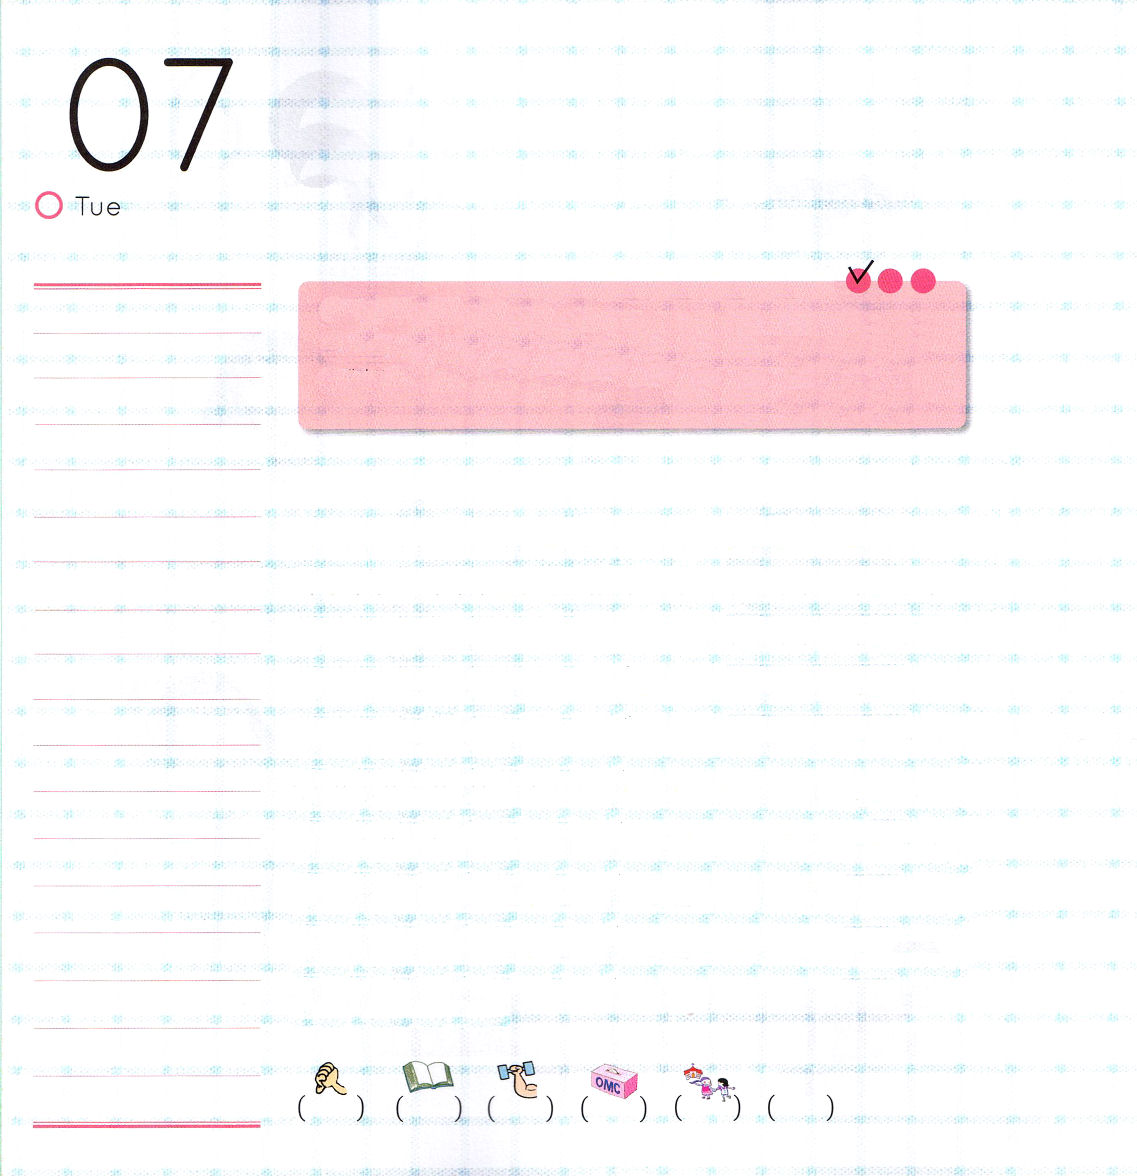 07
Tue
OMC
( ) ( ) ( ) ( ) ( ) ( )